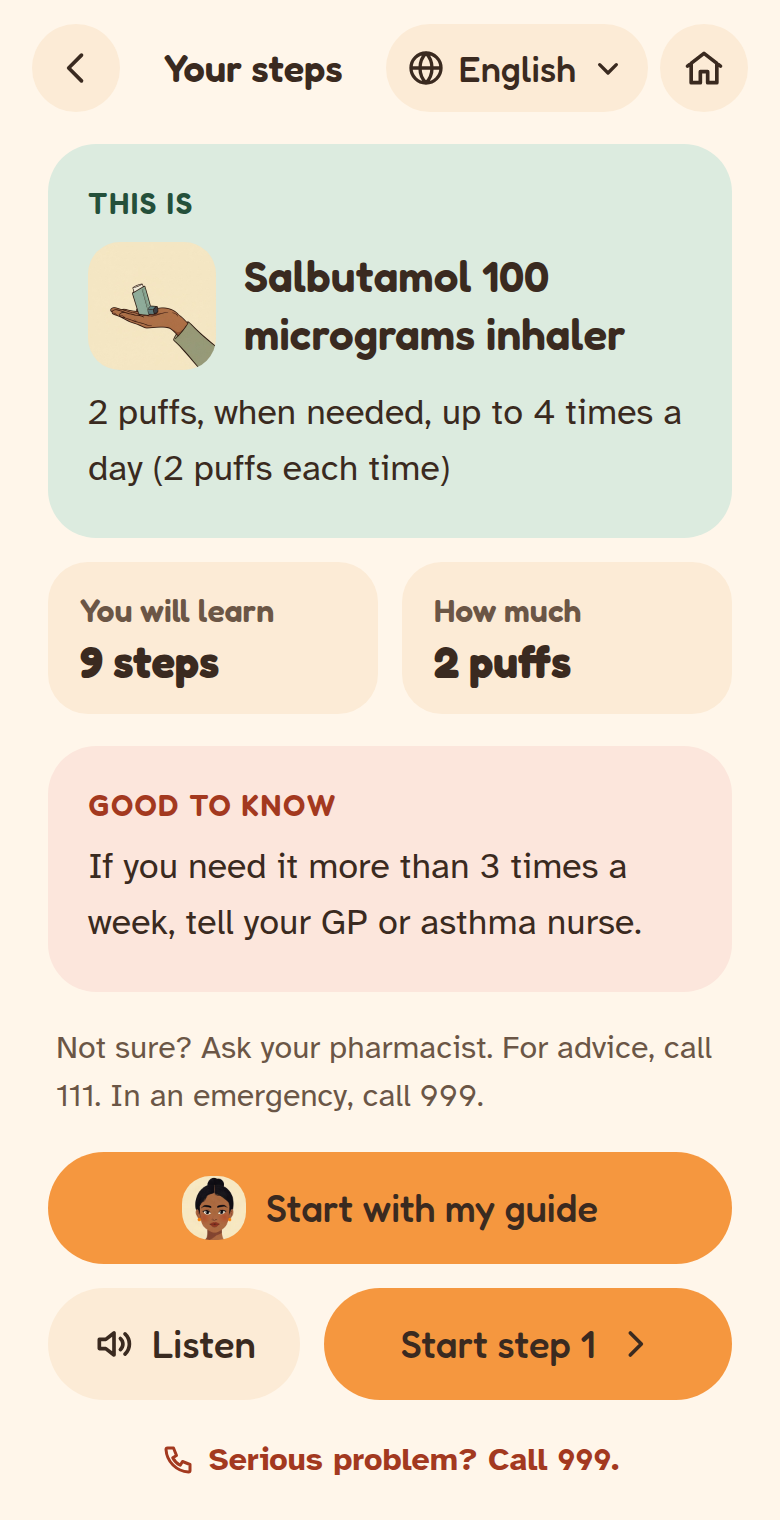 Your steps
English
THIS IS
Salbutamol 100
micrograms inhaler
2 puffs, when needed, up to 4 times a
day (2 puffs each time)
You will learn
9 steps
How much
2 puffs
GOOD TO KNOW
If you need it more than 3 times a
week, tell your GP or asthma nurse.
Not sure? Ask your pharmacist. For advice, call
111. In an emergency, call 999.
Start with my guide
Listen
Start step 1
Serious problem? Call 999.